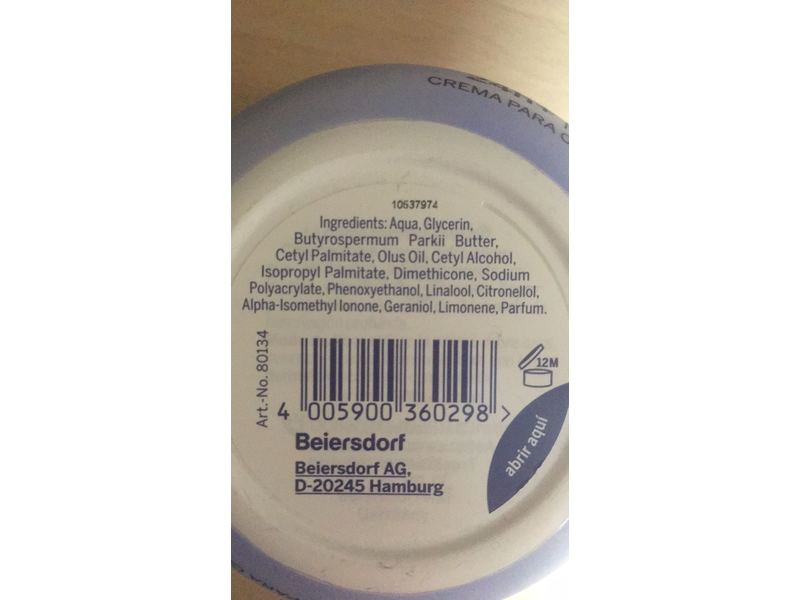 CREMA PARA
10637974
Ingredients: Aqua, Glycerin,
Butyrospermum Parkii Butter,
Cetyl Palmitate, Olus Oil, Cetyl Alcohol,
Isopropyl Palmitate, Dimethicone, Sodium
Polyacrylate, Phenoxyethanol, Linalool, Citronellol,
Alpha-Isomethyl Ionone, Geraniol, Limonene, Parfum.
Art.-No. 80134
12M
4 005900 360298 >
abrir aquí
Beiersdorf
Beiersdorf AG,
D-20245 Hamburg